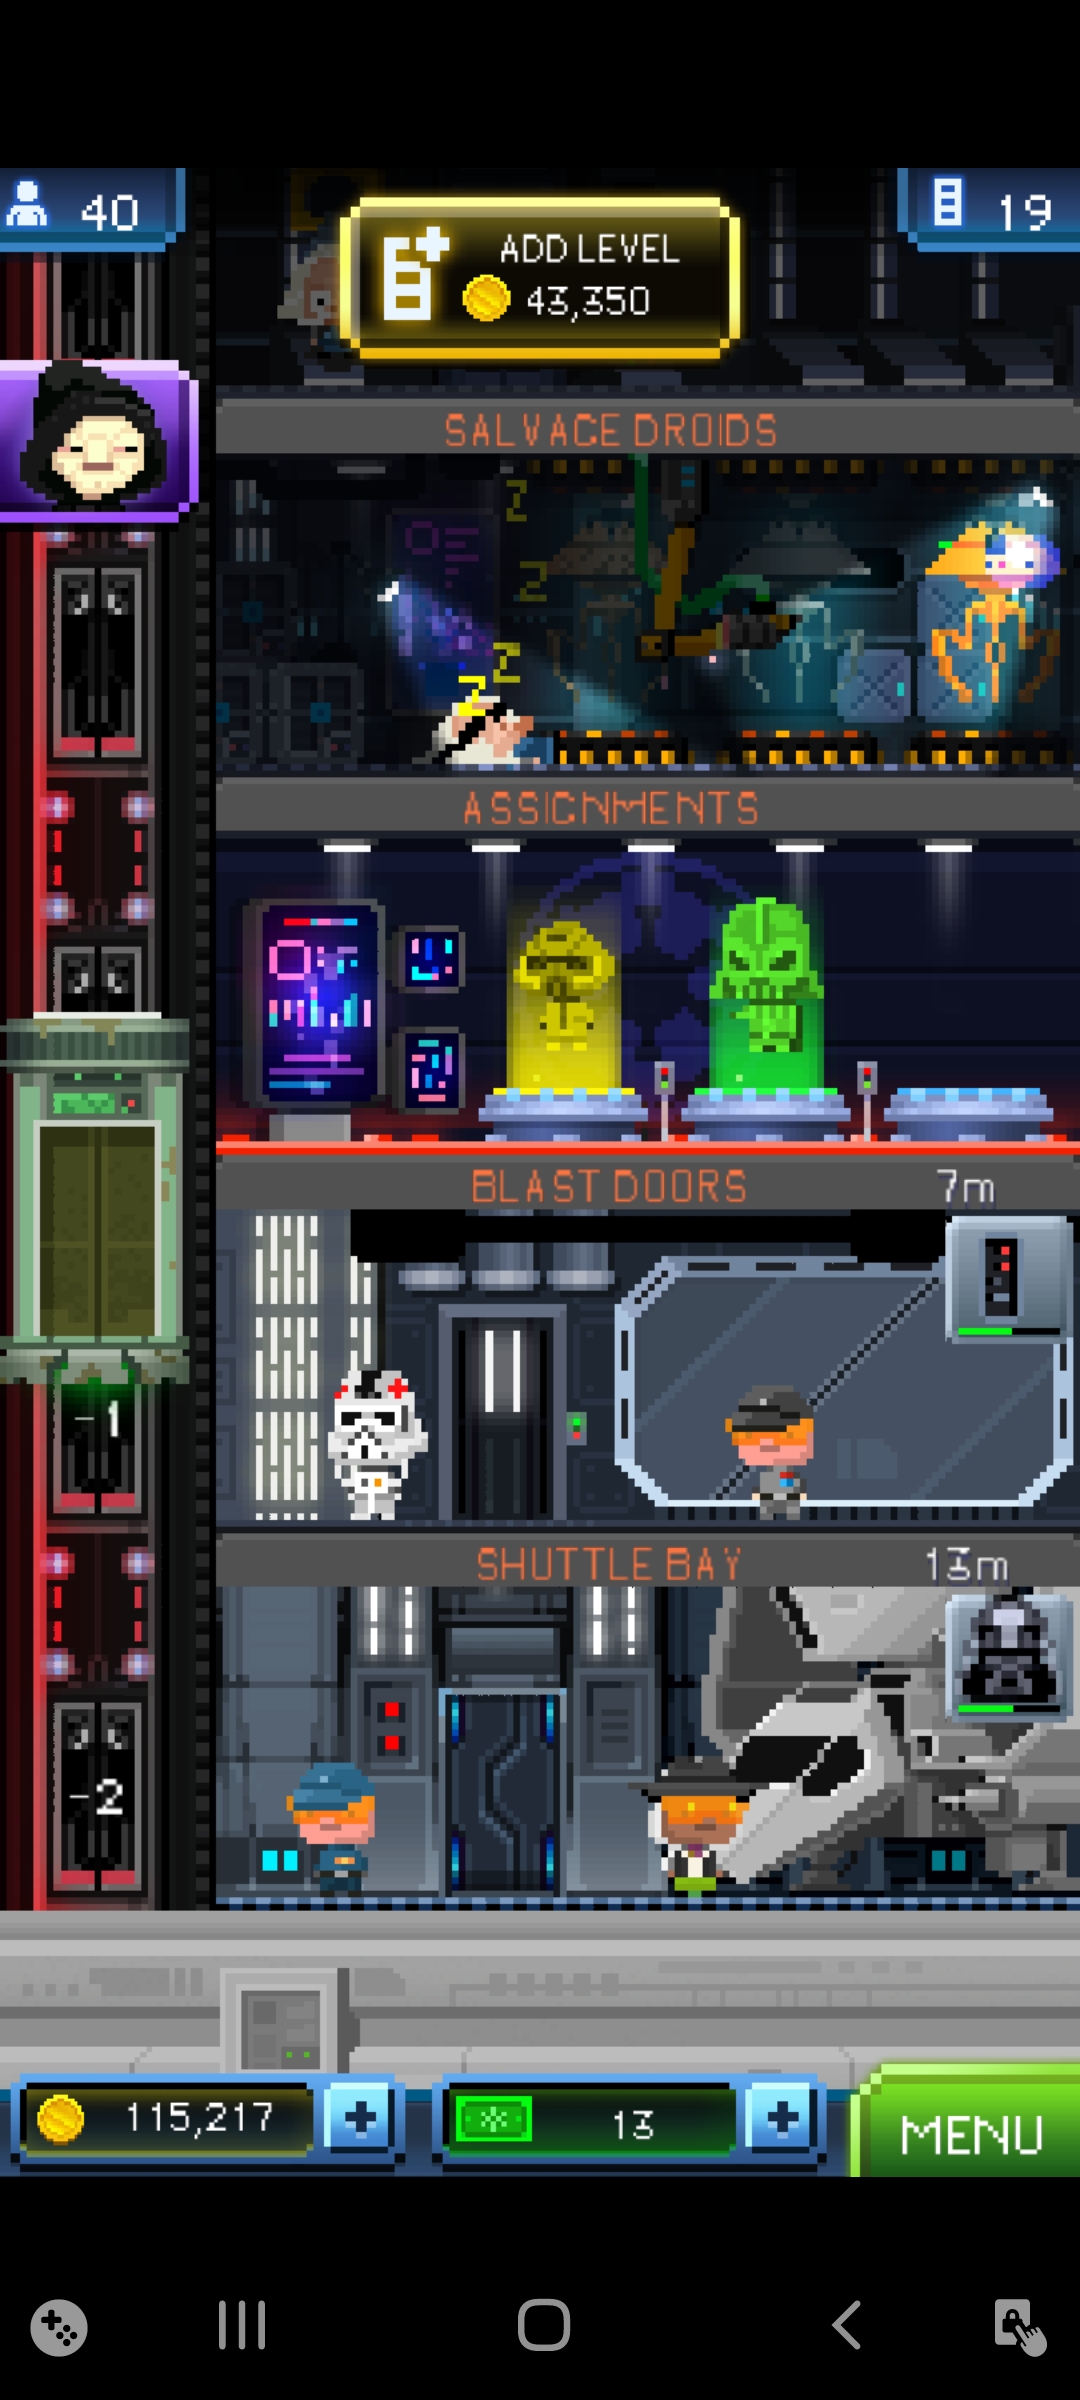 40
ADD LEVEL
43,350
19
SALVAGE DROIDS
Z
Z
Z
Z
ASSIGNMENTS
BLAST DOORS 7m
-1
SHUTTLE BAY 13m
-2
115,217
13
MENU